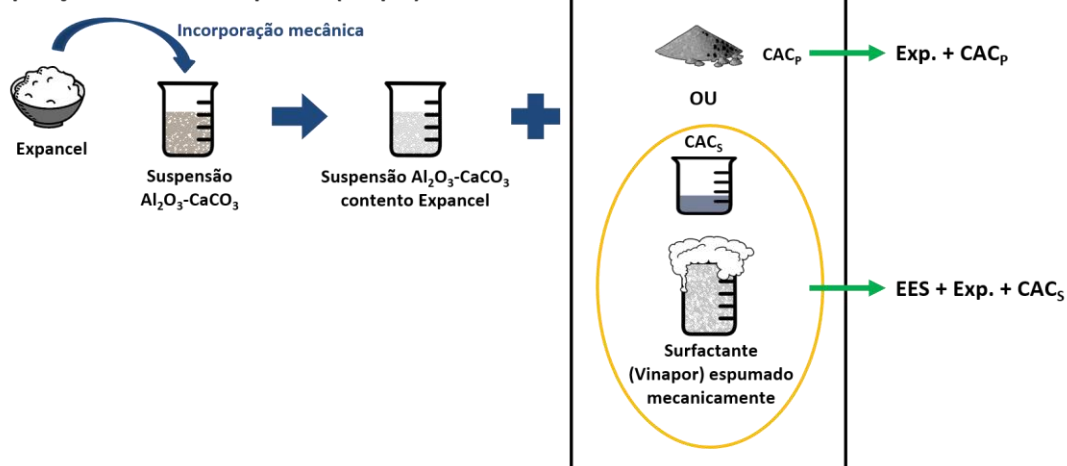 Incorporação mecânica
Expancel
Suspensão
Al₂O₃-CaCO₃
Suspensão Al₂O₃-CaCO₃
contento Expancel
CACₚ
OU
CACₛ
Surfactante
(Vinapor) espumado
mecanicamente
Exp. + CACₚ
EES + Exp. + CACₛ